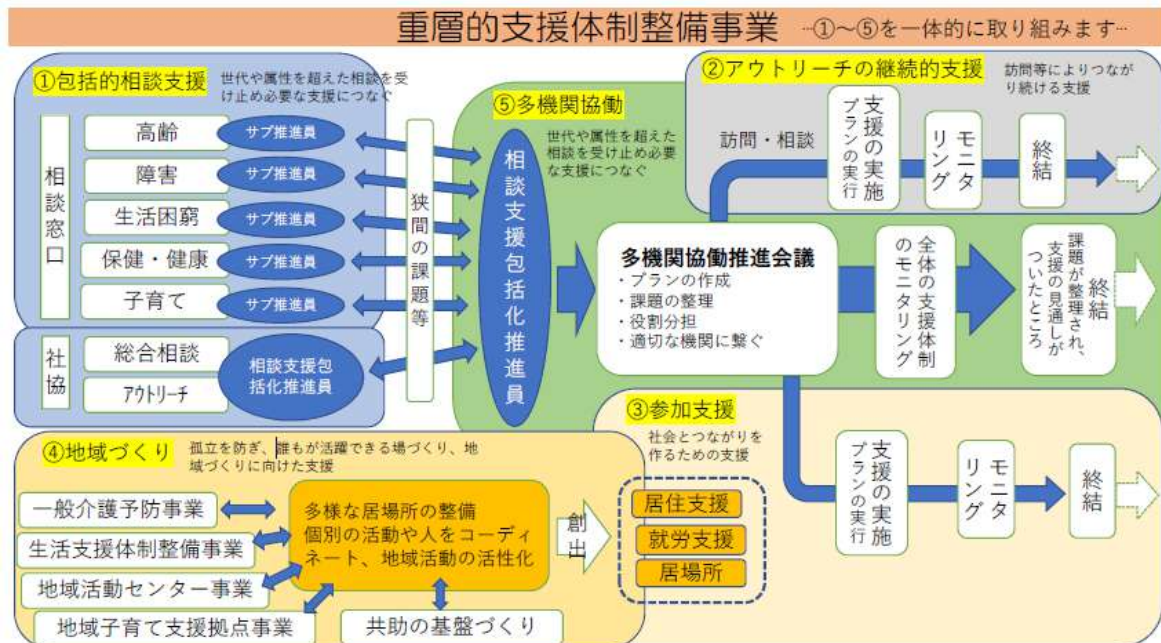 重層的支援体制整備事業 …①～⑤を一体的に取り組みます…
①包括的相談支援
世代や属性を超えた相談を受
け止め必要な支援につなぐ
相談窓口
高齢
サブ推進員
障害
サブ推進員
生活困窮
サブ推進員
保健・健康
サブ推進員
子育て
サブ推進員
社協
総合相談
アウトリーチ
相談支援包
括化推進員
狭間の課題等
⑤多機関協働
世代や属性を超えた
相談を受け止め必要
な支援につなぐ
相談支援包括化推進員
多機関協働推進会議
・プランの作成
・課題の整理
・役割分担
・適切な機関に繋ぐ
全体の支援体制
のモニタリング
終結
課題が整理され、
支援の見通しが
ついたところ
②アウトリーチの継続的支援
訪問等によりつなが
り続ける支援
訪問・相談
支援の実施
プランの実行
モニタ
リング
終結
③参加支援
社会とつながりを
作るための支援
居住支援
就労支援
居場所
支援の実施
プランの実行
モニタ
リング
終結
④地域づくり
孤立を防ぎ、誰もが活躍できる場づくり、地
域づくりに向けた支援
一般介護予防事業
生活支援体制整備事業
地域活動センター事業
地域子育て支援拠点事業
多様な居場所の整備
個別の活動や人をコーディ
ネート、地域活動の活性化
共助の基盤づくり
創出